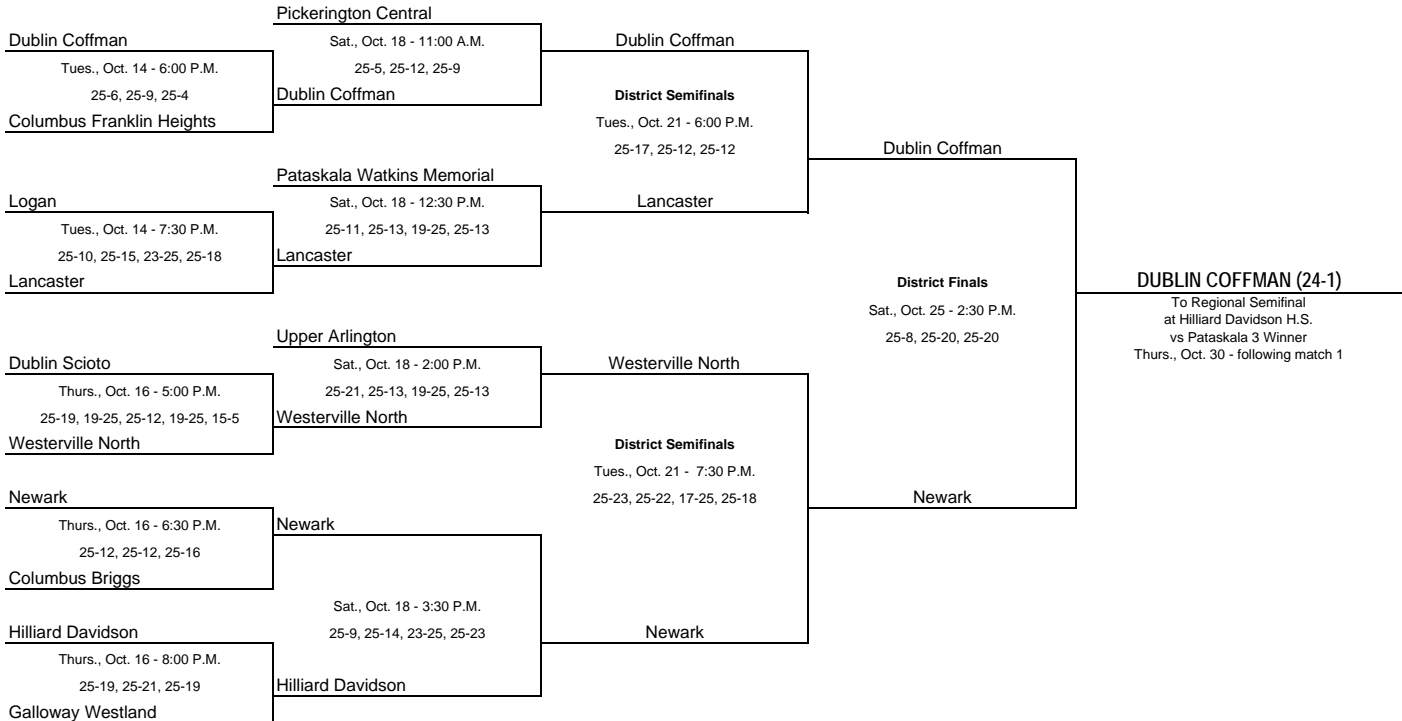 Pickerington Central
Dublin Coffman
Sat., Oct. 18 - 11:00 A.M.
Dublin Coffman
Tues., Oct. 14 - 6:00 P.M.
25-5, 25-12, 25-9
25-6, 25-9, 25-4
Dublin Coffman
District Semifinals
Columbus Franklin Heights
Tues., Oct. 21 - 6:00 P.M.
25-17, 25-12, 25-12
Dublin Coffman
Pataskala Watkins Memorial
Logan
Sat., Oct. 18 - 12:30 P.M.
Lancaster
Tues., Oct. 14 - 7:30 P.M.
25-11, 25-13, 19-25, 25-13
25-10, 25-15, 23-25, 25-18
Lancaster
Lancaster
District Finals
DUBLIN COFFMAN (24-1)
To Regional Semifinal
Sat., Oct. 25 - 2:30 P.M.
at Hilliard Davidson H.S.
Upper Arlington
25-8, 25-20, 25-20
vs Pataskala 3 Winner
Thurs., Oct. 30 - following match 1
Dublin Scioto
Sat., Oct. 18 - 2:00 P.M.
Westerville North
Thurs., Oct. 16 - 5:00 P.M.
25-21, 25-13, 19-25, 25-13
25-19, 19-25, 25-12, 19-25, 15-5
Westerville North
Westerville North
District Semifinals
Tues., Oct. 21 - 7:30 P.M.
Newark
25-23, 25-22, 17-25, 25-18
Newark
Thurs., Oct. 16 - 6:30 P.M.
Newark
25-12, 25-12, 25-16
Columbus Briggs
Sat., Oct. 18 - 3:30 P.M.
Hilliard Davidson
25-9, 25-14, 23-25, 25-23
Newark
Thurs., Oct. 16 - 8:00 P.M.
25-19, 25-21, 25-19
Hilliard Davidson
Galloway Westland